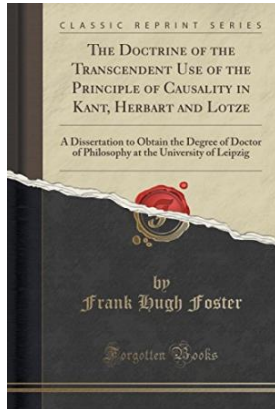 CLASSIC REPRINT SERIES
THE DOCTRINE OF THE
TRANSCENDENT USE OF THE
PRINCIPLE OF CAUSALITY IN
KANT, HERBART AND LOTZE
A Dissertation to Obtain the Degree of Doctor
of Philosophy at the University of Leipzig
by
Frank Hugh Foster
Forgotten Books